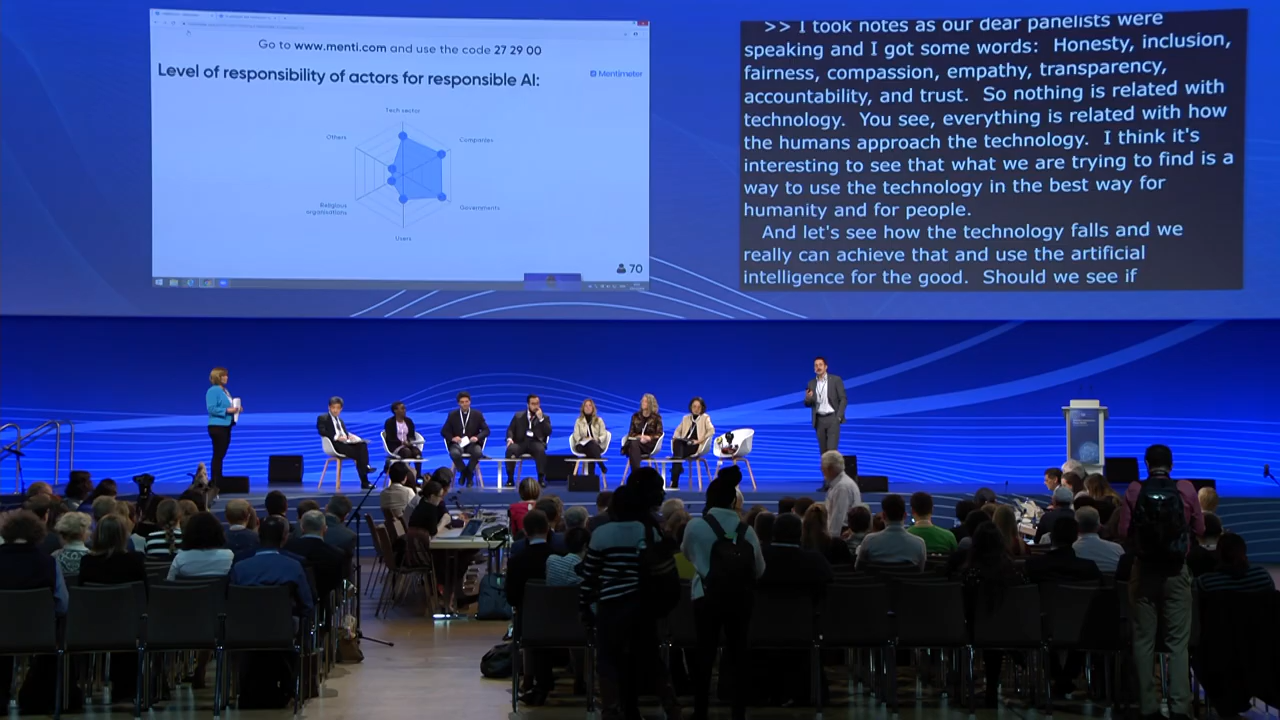 Go to www.menti.com and use the code 27 29 00
Level of responsibility of actors for responsible AI:
Mentimeter
Tech sector
Others
Companies
Religious
organisations
Governments
Users
70
>> I took notes as our dear panelists were
speaking and I got some words: Honesty, inclusion,
fairness, compassion, empathy, transparency,
accountability, and trust. So nothing is related with
technology. You see, everything is related with how
the humans approach the technology. I think it's
interesting to see that what we are trying to find is a
way to use the technology in the best way for
humanity and for people.
And let's see how the technology falls and we
really can achieve that and use the artificial
intelligence for the good. Should we see if